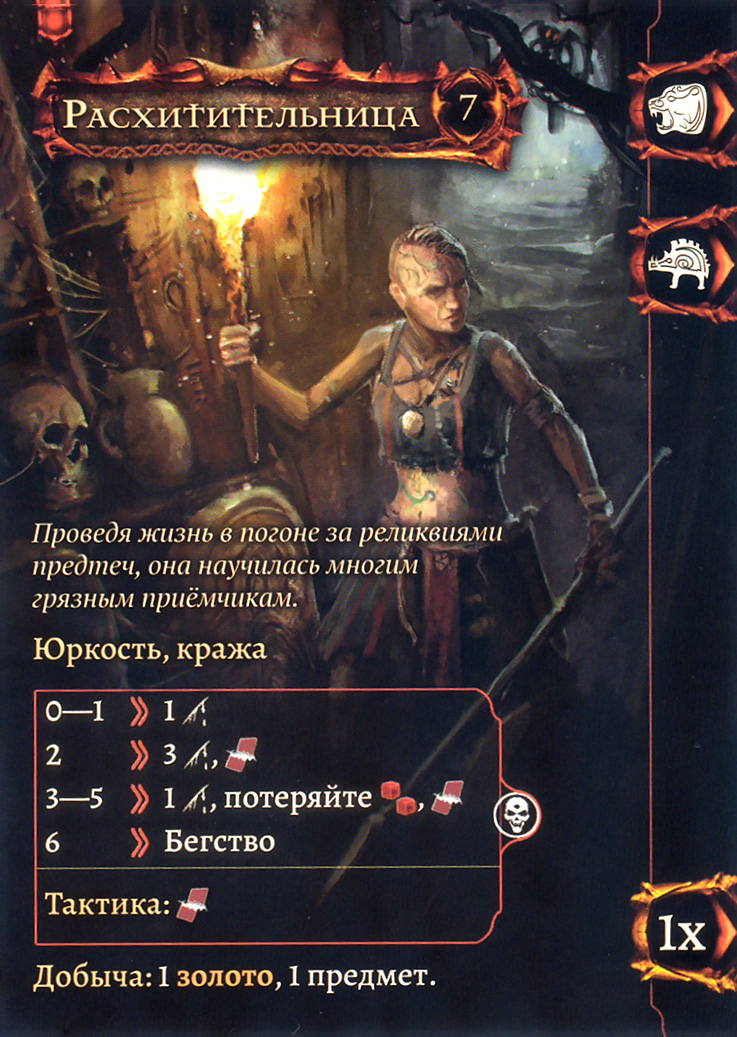 Расхитительница 7
Проведя жизнь в погоне за реликвиями
предтеч, она научилась многим
грязным приёмчикам.
Юркость, кража
0—1 » 1
2 » 3 ,
3—5 » 1 , потеряйте ,
6 » Бегство
Тактика:
1x
Добыча: 1 золото, 1 предмет.